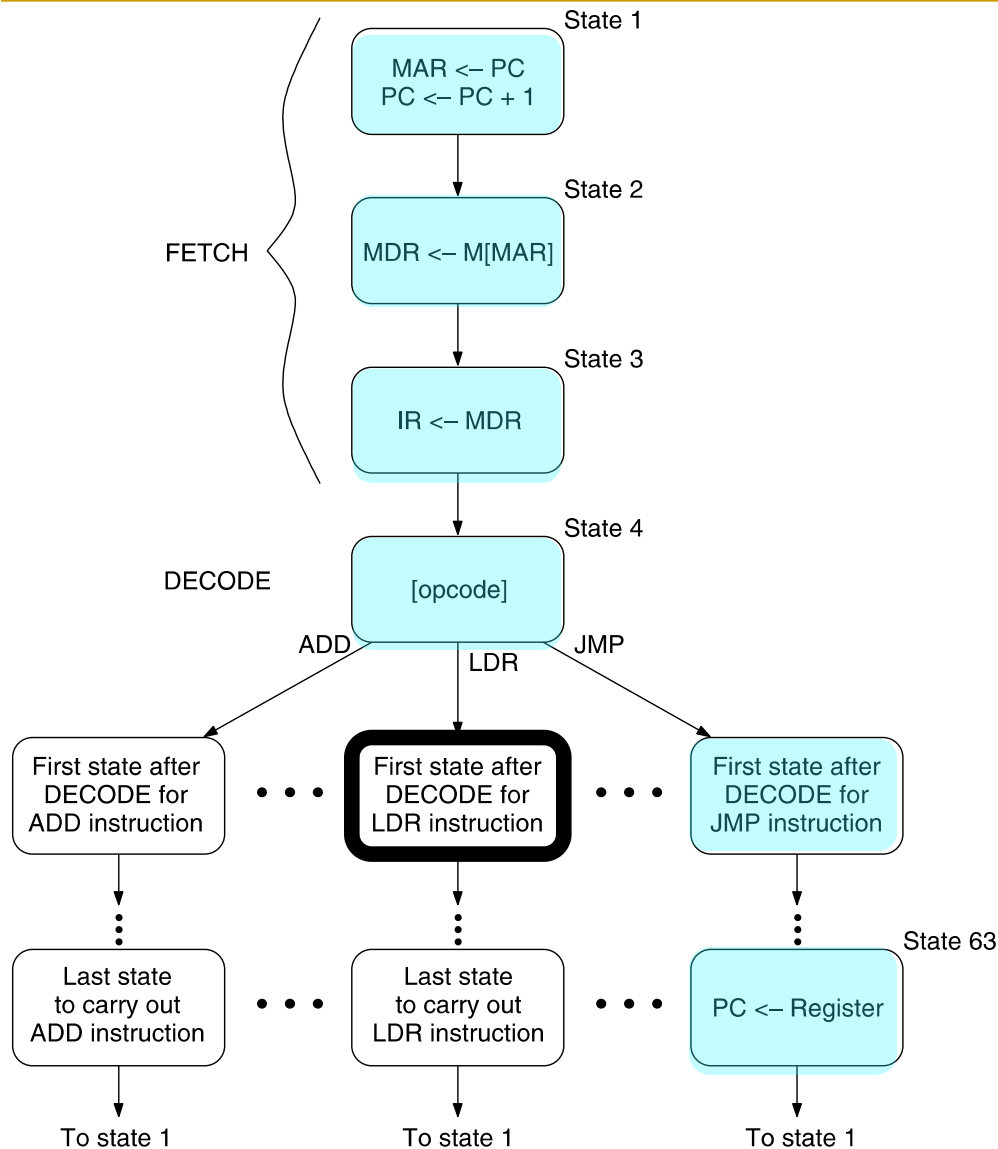 State 1
MAR <– PC
PC <– PC + 1
State 2
FETCH
MDR <– M[MAR]
State 3
IR <– MDR
State 4
DECODE
[opcode]
ADD
LDR
JMP
First state after
DECODE for
ADD instruction
First state after
DECODE for
LDR instruction
First state after
DECODE for
JMP instruction
Last state
to carry out
ADD instruction
Last state
to carry out
LDR instruction
State 63
PC <– Register
To state 1
To state 1
To state 1